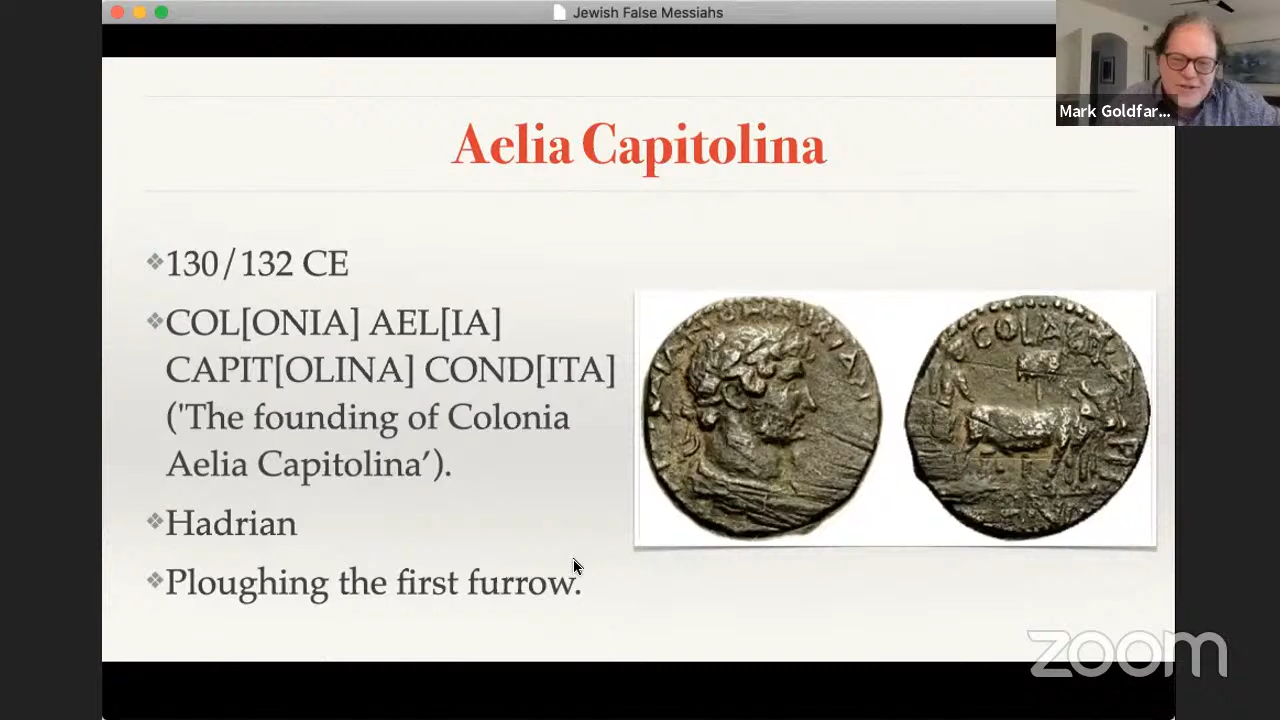 Jewish False Messiahs
Mark Goldfar...
Aelia Capitolina
130/132 CE
COL[ONIA] AEL[IA]
CAPIT[OLINA] COND[ITA]
('The founding of Colonia
Aelia Capitolina’).
Hadrian
Ploughing the first furrow.
zoom